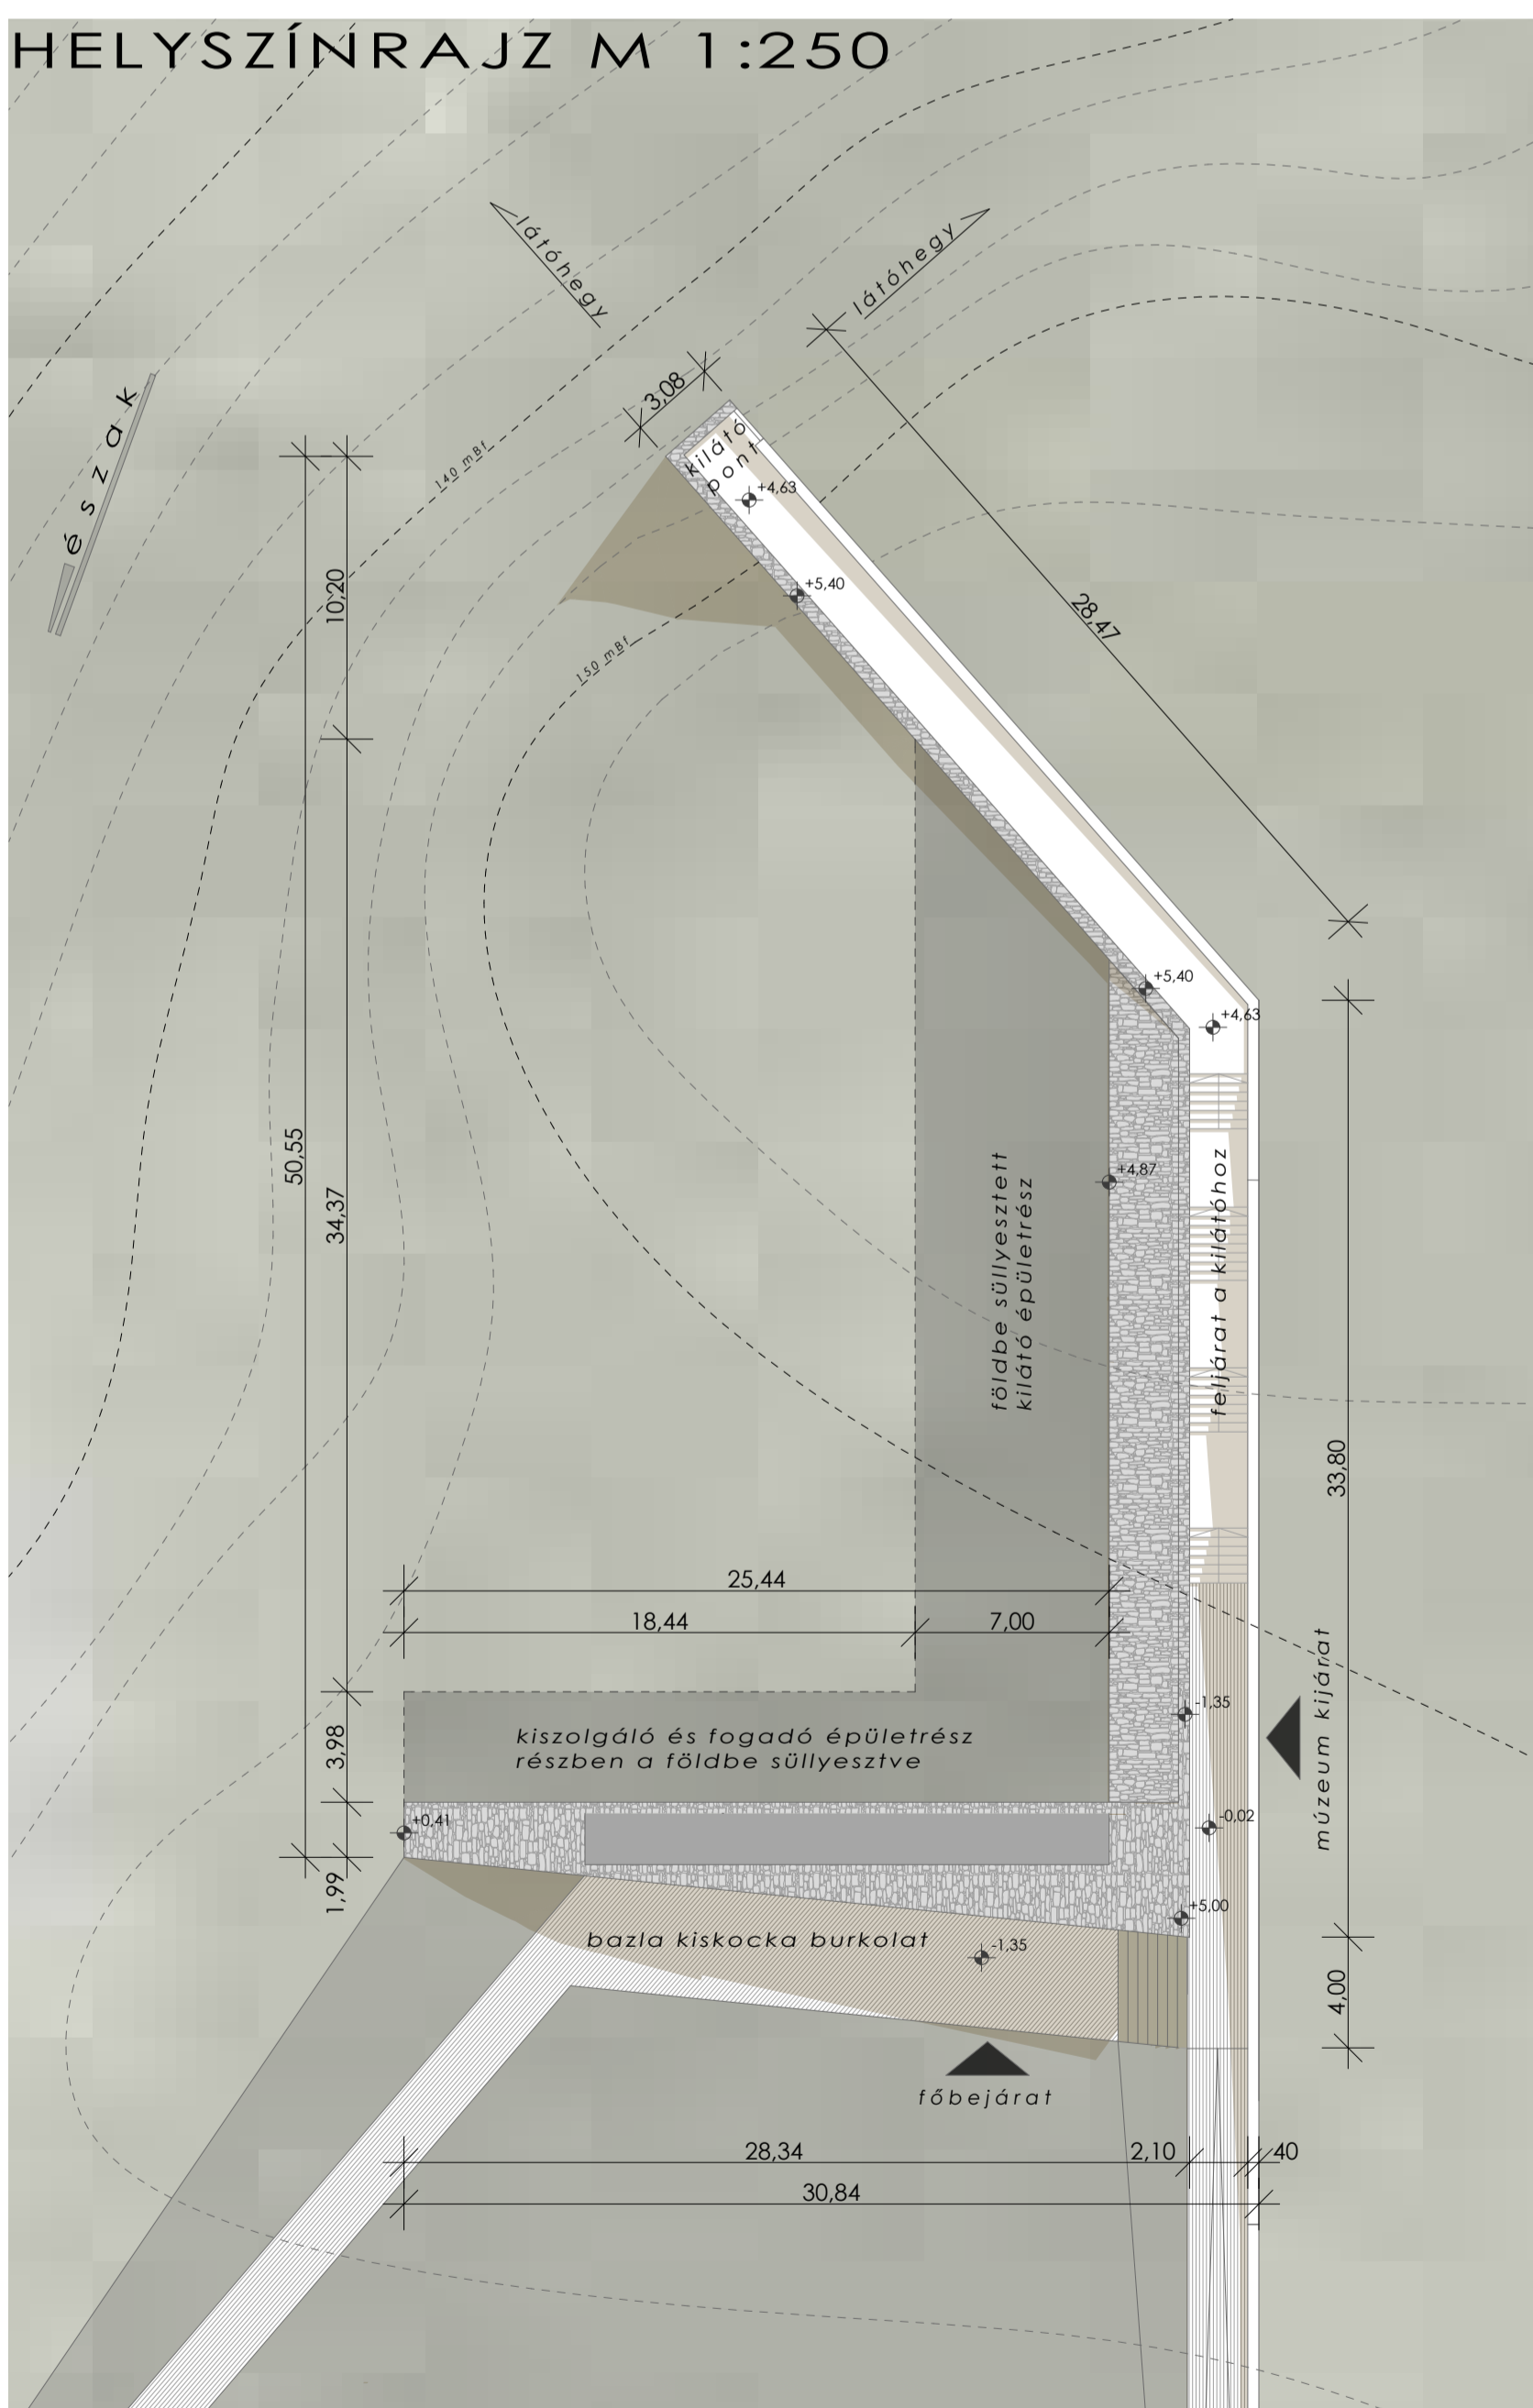 HELYSZÍNRAJZ M 1:250
látóhegy
látóhegy
észak
3,08
kilátó
pont
+4,63
140 mBf
10,20
+5,40
28,47
150 mBf
+5,40
+4,63
50,55
34,37
földbe süllyesztett
kilátó épületrész
+4,87
feljárat a kilátóhoz
33,80
25,44
18,44
7,00
múzeum kijárat
-1,35
3,98
kiszolgáló és fogadó épületrész
részben a földbe süllyesztve
+0,41
-0,02
1,99
+5,00
bazla kiskocka burkolat
-1,35
4,00
főbejárat
28,34
2,10
40
30,84